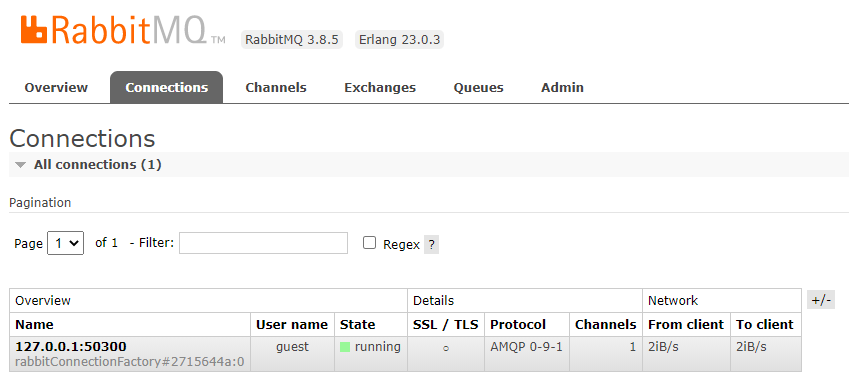 RabbitMQ TM RabbitMQ 3.8.5 Erlang 23.0.3
Overview Connections Channels Exchanges Queues Admin
Connections
All connections (1)
Pagination
Page 1 of 1 - Filter: Regex ?
Overview Details Network +/-
Name User name State SSL / TLS Protocol Channels From client To client
127.0.0.1:50300 guest running ○ AMQP 0-9-1 1 2iB/s 2iB/s
rabbitConnectionFactory#2715644a:0